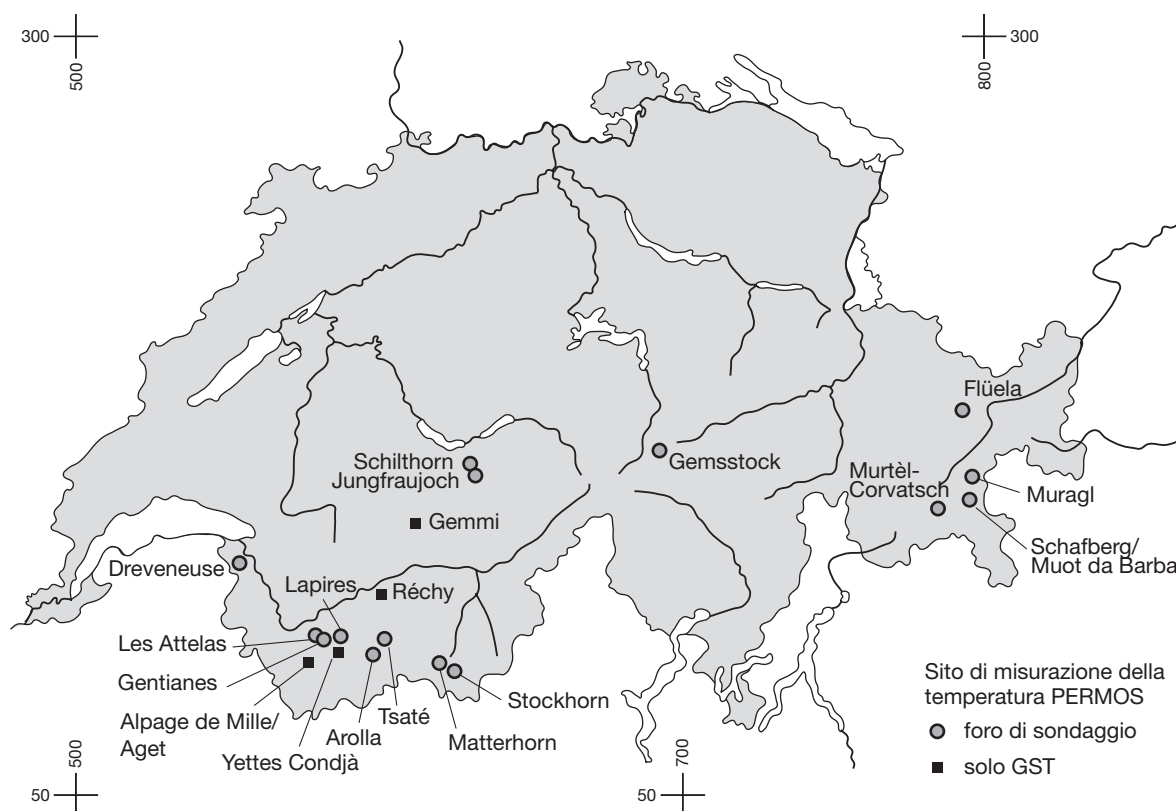 300
500
300
800
Flüela
Schilthorn
Jungfraujoch
Gemsstock
Murtèl-
Corvatsch
Muragl
Gemmi
Schafberg/
Muot da Barba
Dreveneuse
Lapires
Réchy
Les Attelas
Gentianes
Alpage de Mille/
Aget
Yettes Condjà
Arolla
Tsaté
Matterhorn
Stockhorn
Sito di misurazione della
temperatura PERMOS
foro di sondaggio
solo GST
500
50
700
50